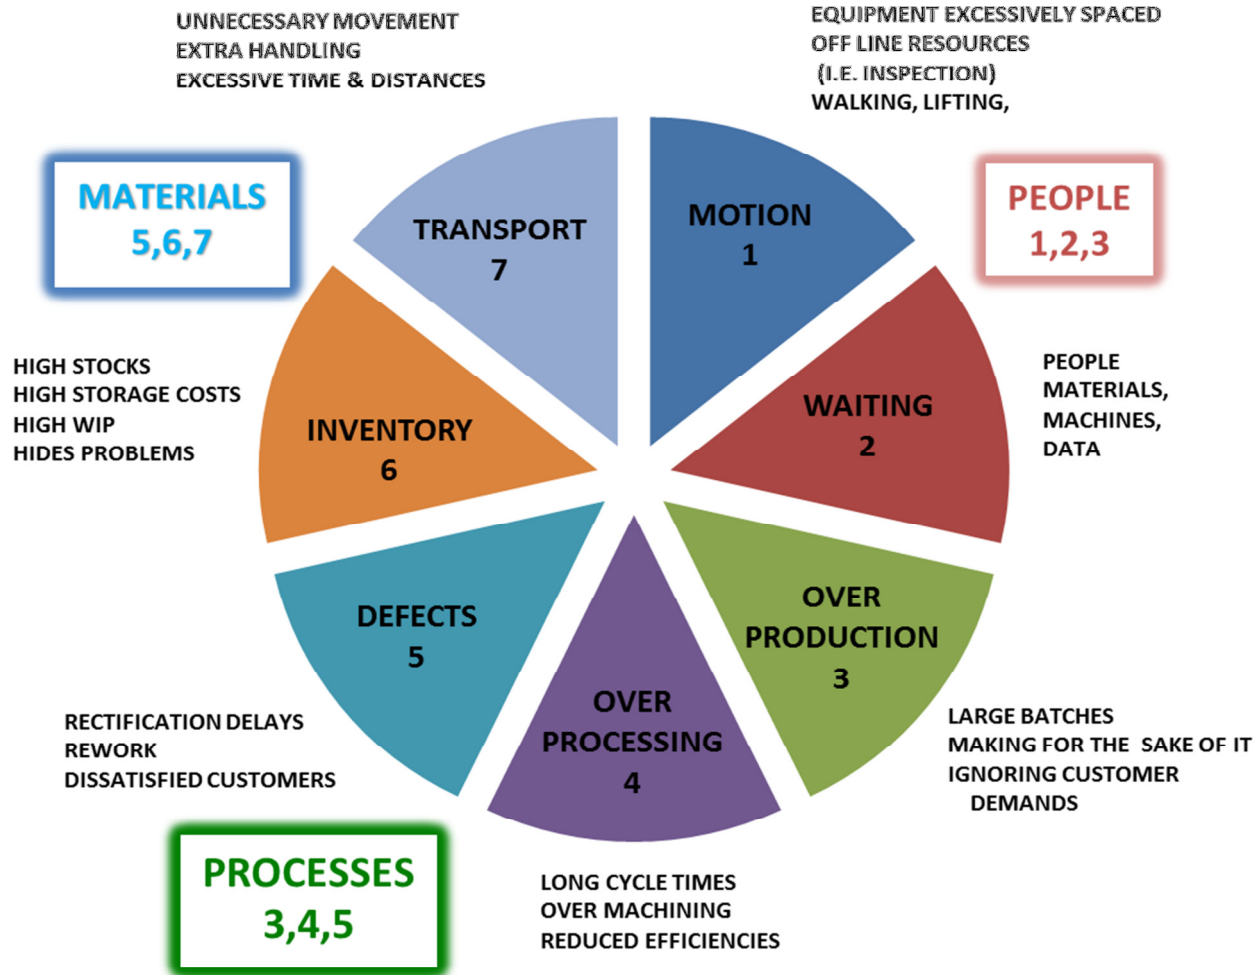 UNNECESSARY MOVEMENT
EXTRA HANDLING
EXCESSIVE TIME & DISTANCES
EQUIPMENT EXCESSIVELY SPACED
OFF LINE RESOURCES
(I.E. INSPECTION)
WALKING, LIFTING,
MATERIALS
5,6,7
TRANSPORT
7
MOTION
1
PEOPLE
1,2,3
HIGH STOCKS
HIGH STORAGE COSTS
HIGH WIP
HIDES PROBLEMS
INVENTORY
6
WAITING
2
PEOPLE
MATERIALS,
MACHINES,
DATA
DEFECTS
5
OVER
PROCESSING
4
OVER
PRODUCTION
3
RECTIFICATION DELAYS
REWORK
DISSATISFIED CUSTOMERS
LARGE BATCHES
MAKING FOR THE SAKE OF IT
IGNORING CUSTOMER
DEMANDS
PROCESSES
3,4,5
LONG CYCLE TIMES
OVER MACHINING
REDUCED EFFICIENCIES